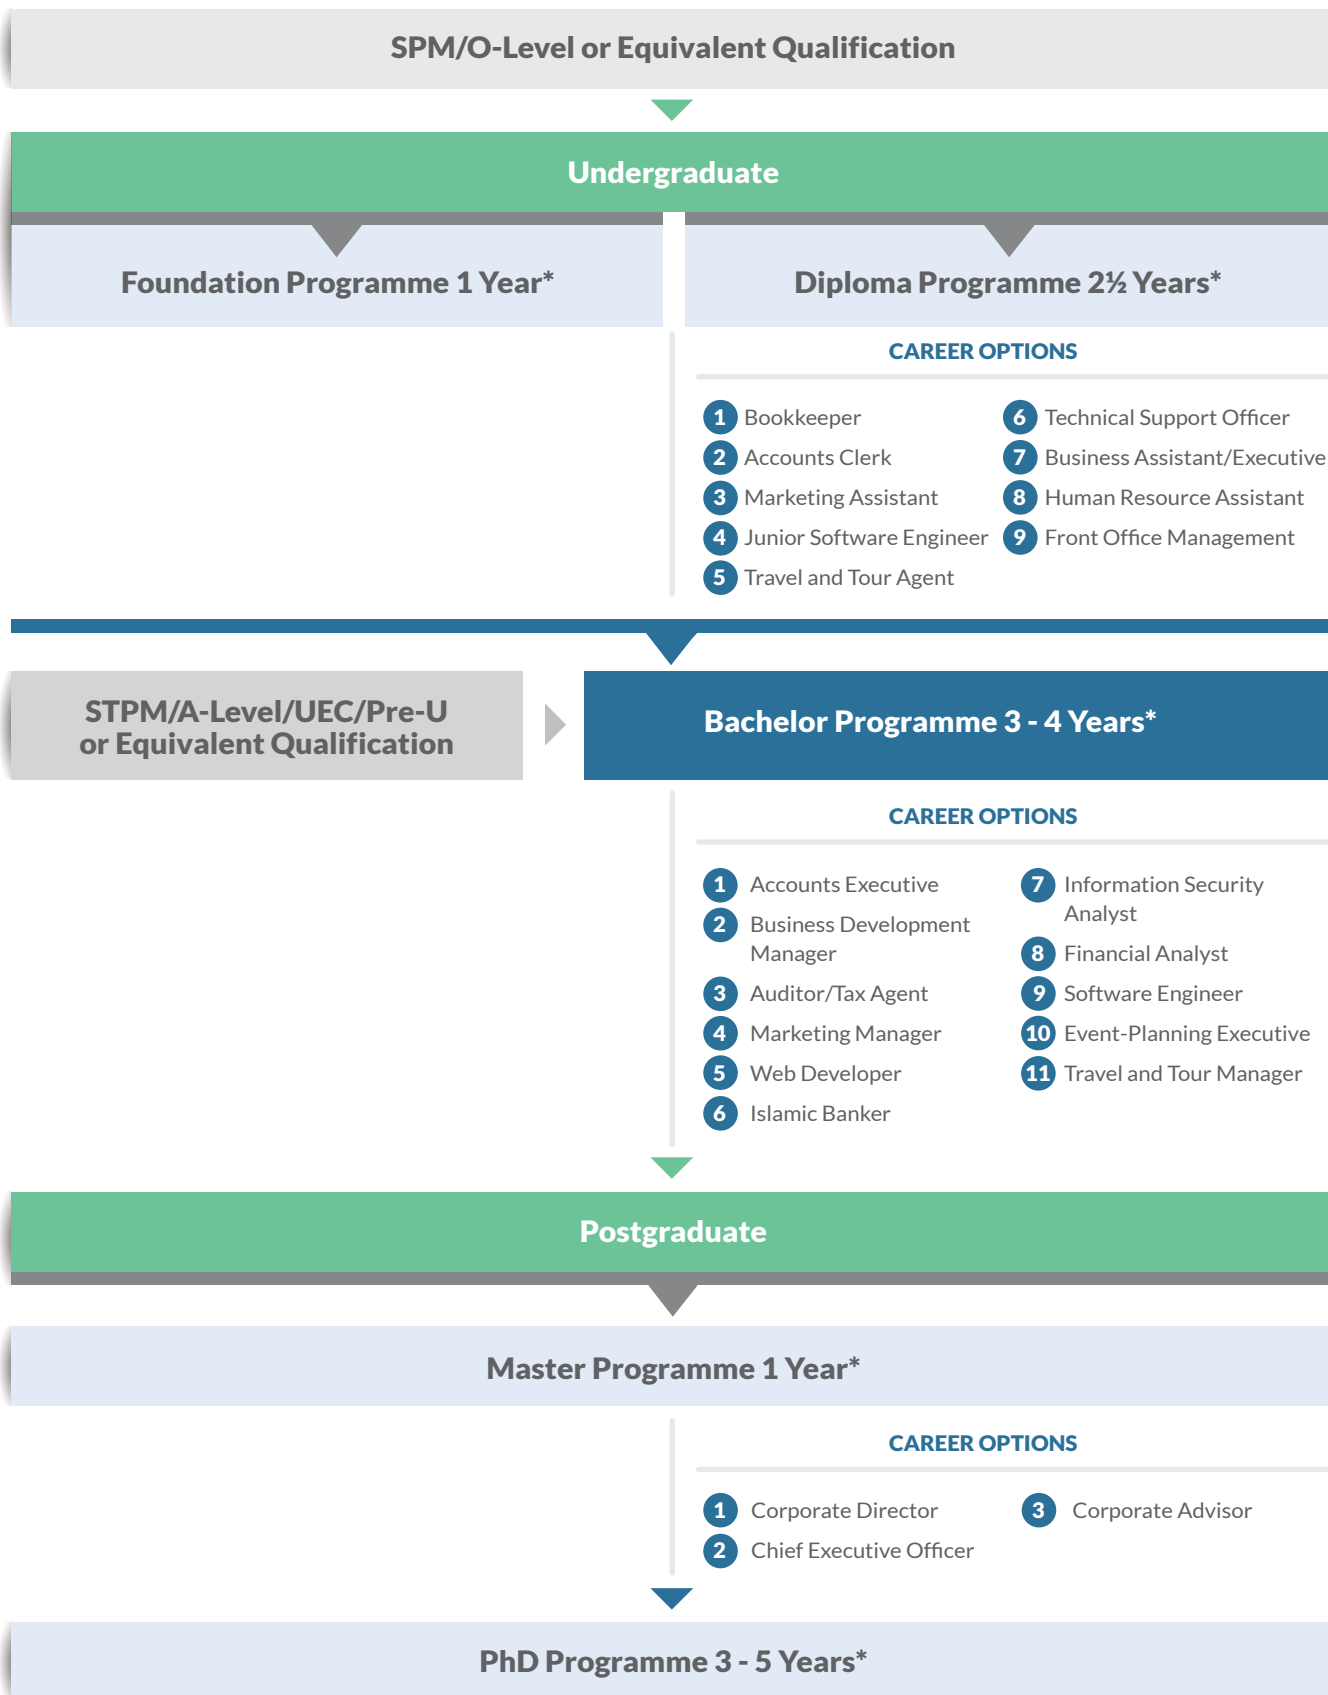 SPM/O-Level or Equivalent Qualification
Undergraduate
Foundation Programme 1 Year*
Diploma Programme 2½ Years*
CAREER OPTIONS
1 Bookkeeper
2 Accounts Clerk
3 Marketing Assistant
4 Junior Software Engineer
5 Travel and Tour Agent
6 Technical Support Officer
7 Business Assistant/Executive
8 Human Resource Assistant
9 Front Office Management
STPM/A-Level/UEC/Pre-U
or Equivalent Qualification
Bachelor Programme 3 - 4 Years*
CAREER OPTIONS
1 Accounts Executive
2 Business Development
Manager
3 Auditor/Tax Agent
4 Marketing Manager
5 Web Developer
6 Islamic Banker
7 Information Security
Analyst
8 Financial Analyst
9 Software Engineer
10 Event-Planning Executive
11 Travel and Tour Manager
Postgraduate
Master Programme 1 Year*
CAREER OPTIONS
1 Corporate Director
2 Chief Executive Officer
3 Corporate Advisor
PhD Programme 3 - 5 Years*